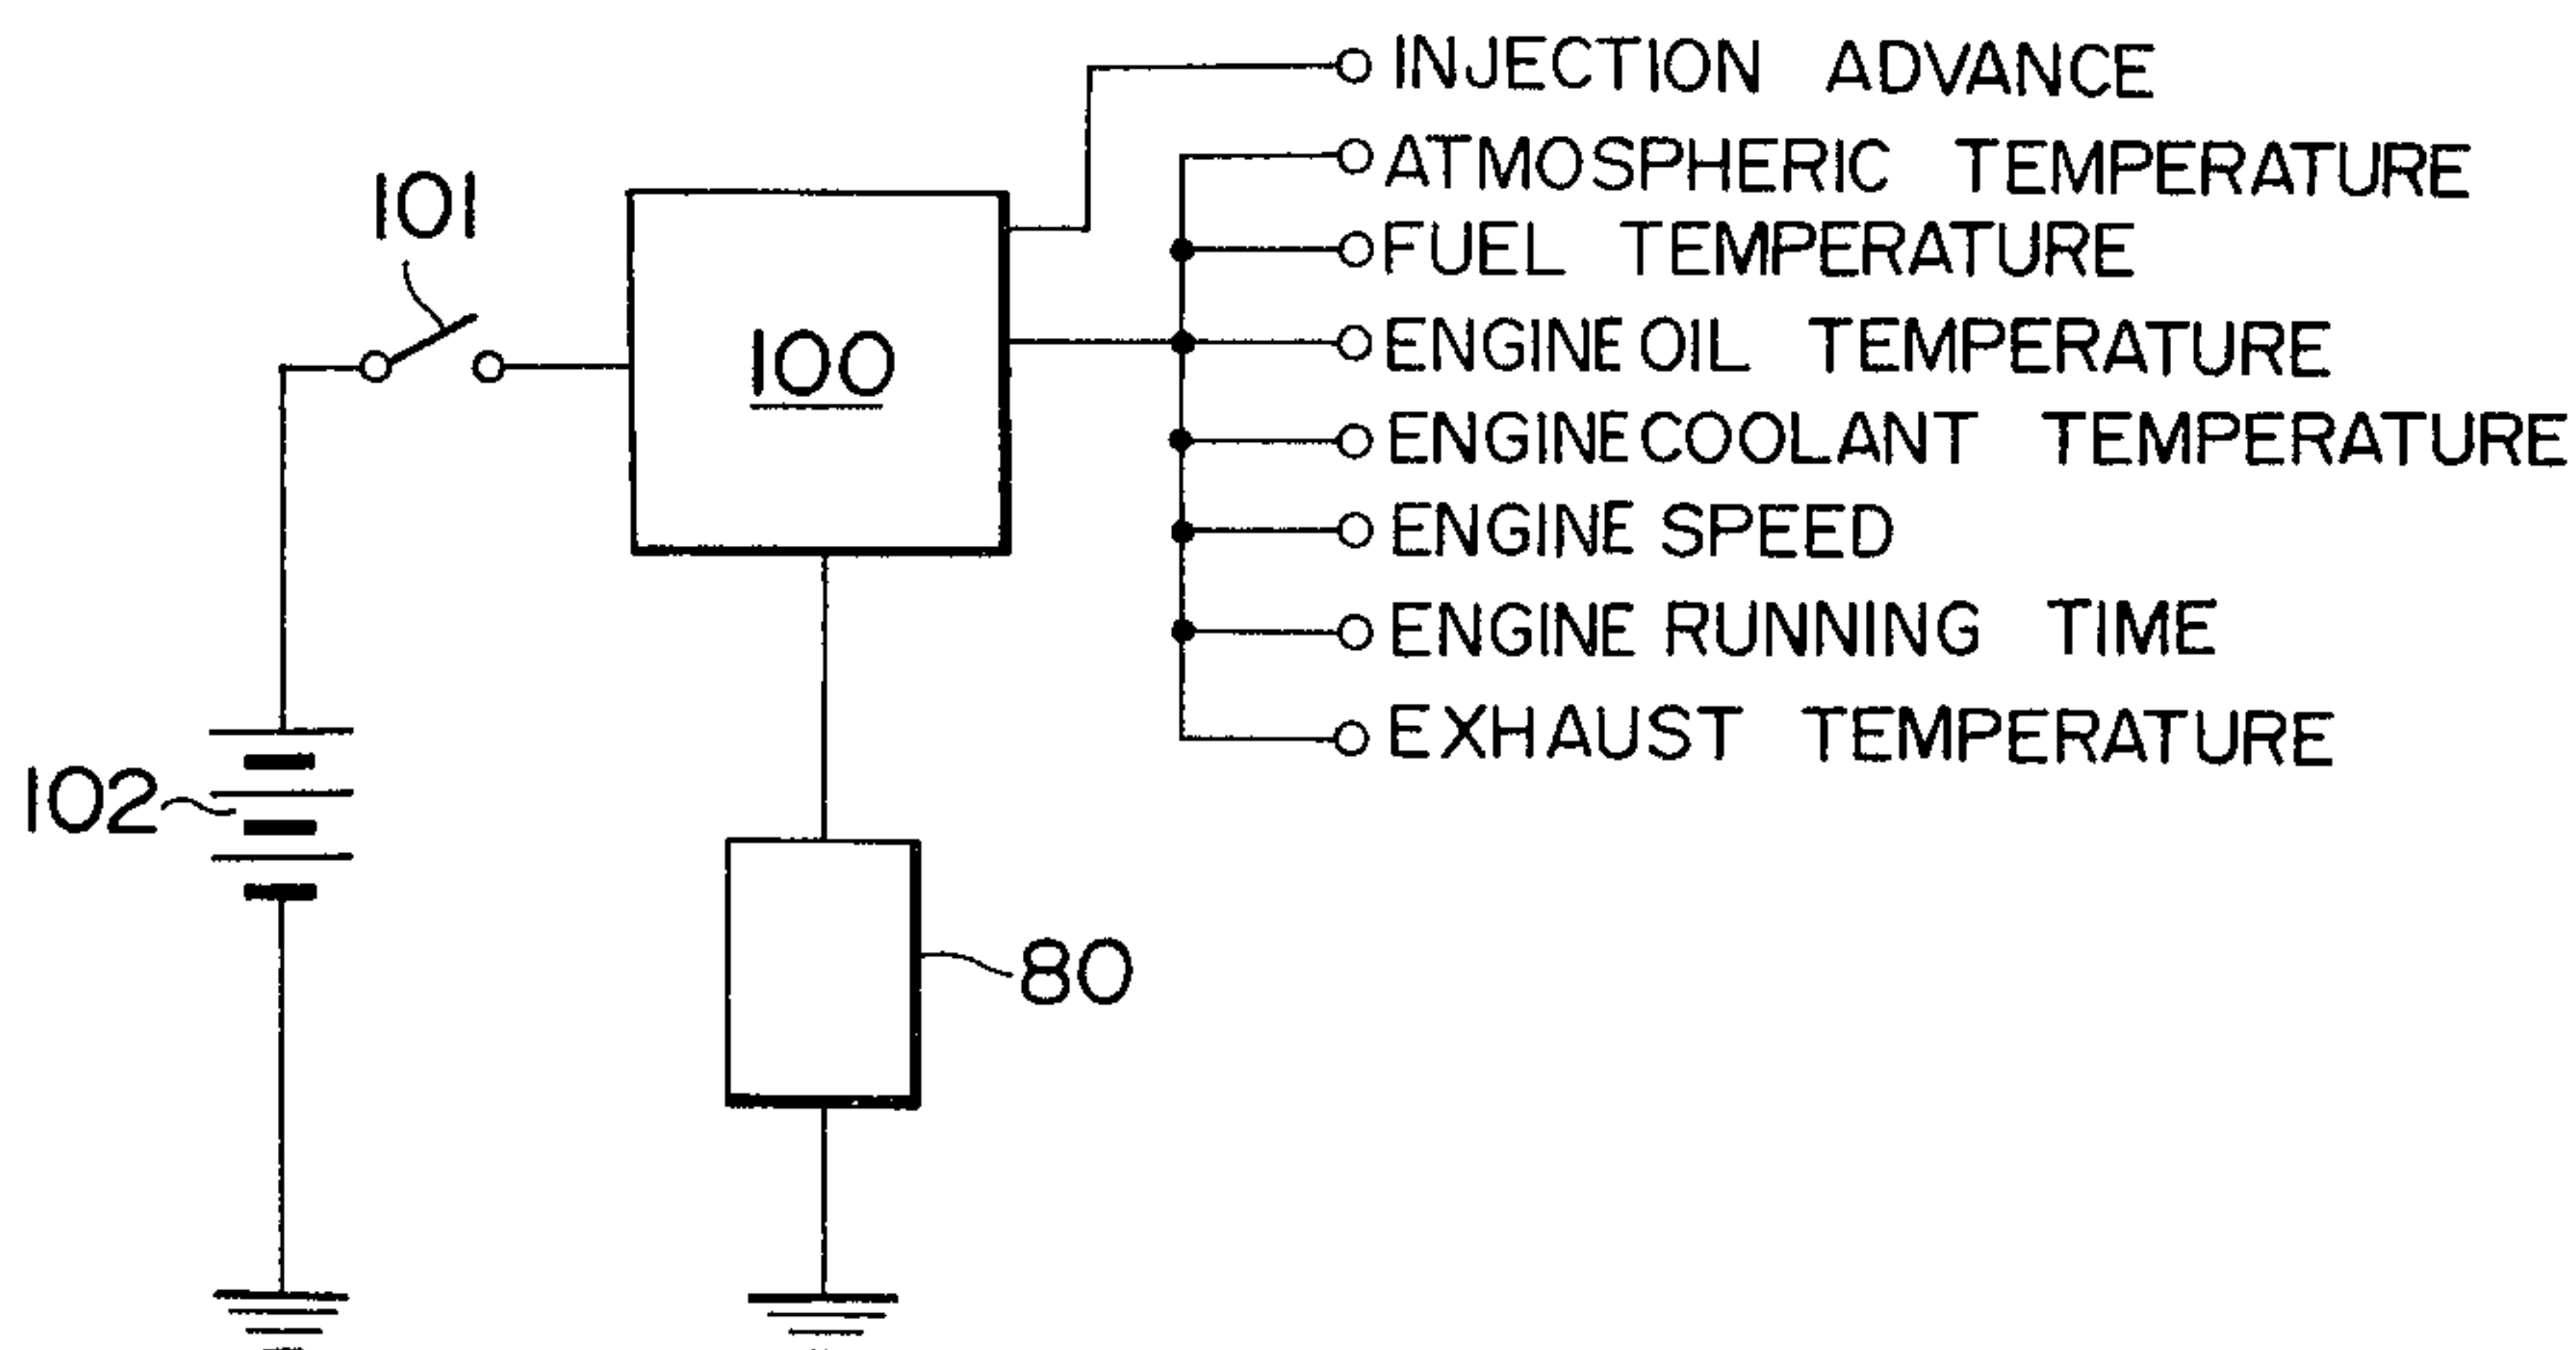 INJECTION ADVANCE
ATMOSPHERIC TEMPERATURE
101
FUEL TEMPERATURE
100
ENGINE OIL TEMPERATURE
ENGINE COOLANT TEMPERATURE
ENGINE SPEED
ENGINE RUNNING TIME
EXHAUST TEMPERATURE
102
80